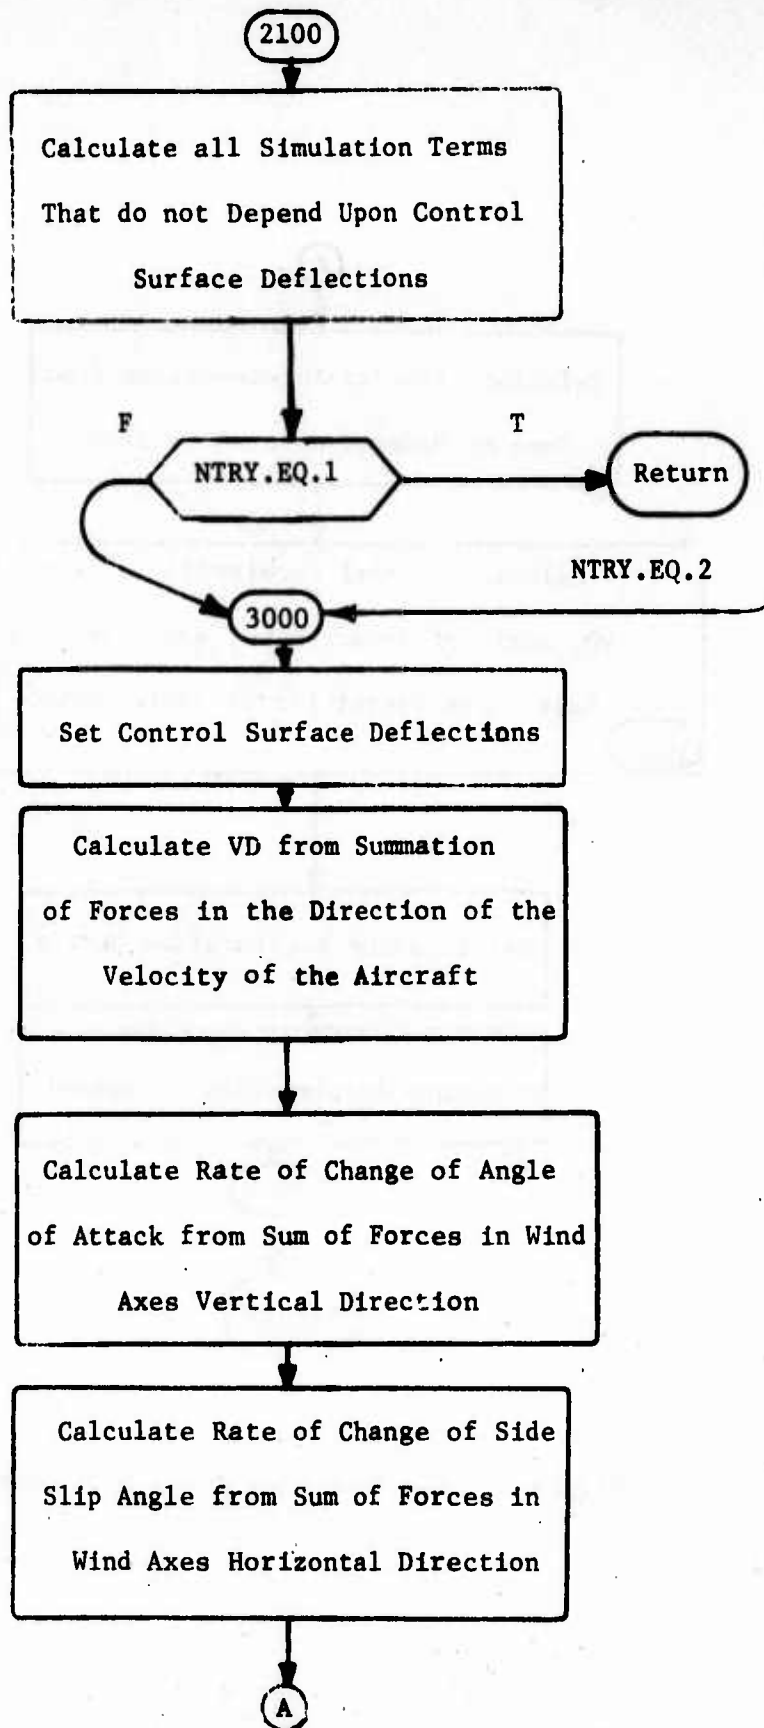 2100
Calculate all Simulation Terms
That do not Depend Upon Control
Surface Deflections
F
T
NTRY.EQ.1
Return
NTRY.EQ.2
3000
Set Control Surface Deflections
Calculate VD from Summation
of Forces in the Direction of the
Velocity of the Aircraft
Calculate Rate of Change of Angle
of Attack from Sum of Forces in Wind
Axes Vertical Direction
Calculate Rate of Change of Side
Slip Angle from Sum of Forces in
Wind Axes Horizontal Direction
A